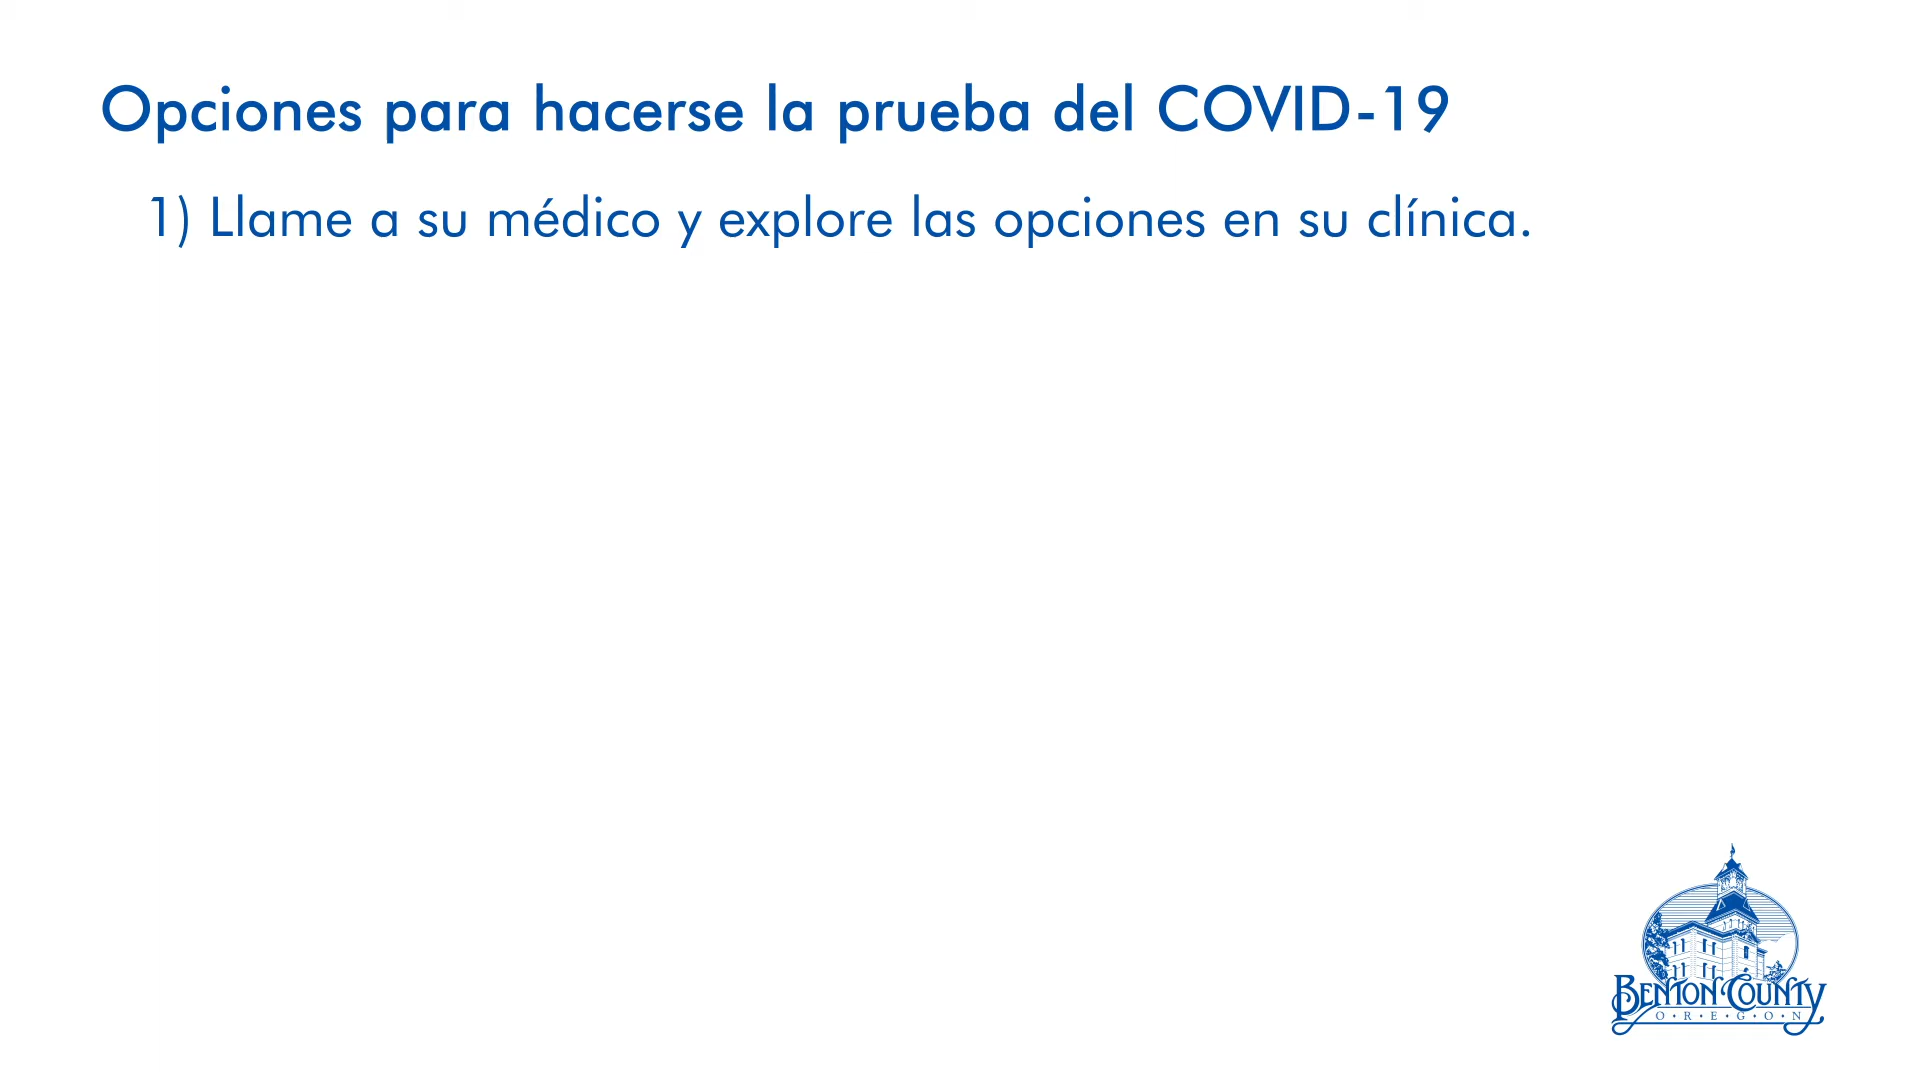 Opciones para hacerse la prueba del COVID-19
1) Llame a su médico y explore las opciones en su clínica.
BENTON COUNTY
O•R•E•G•O•N